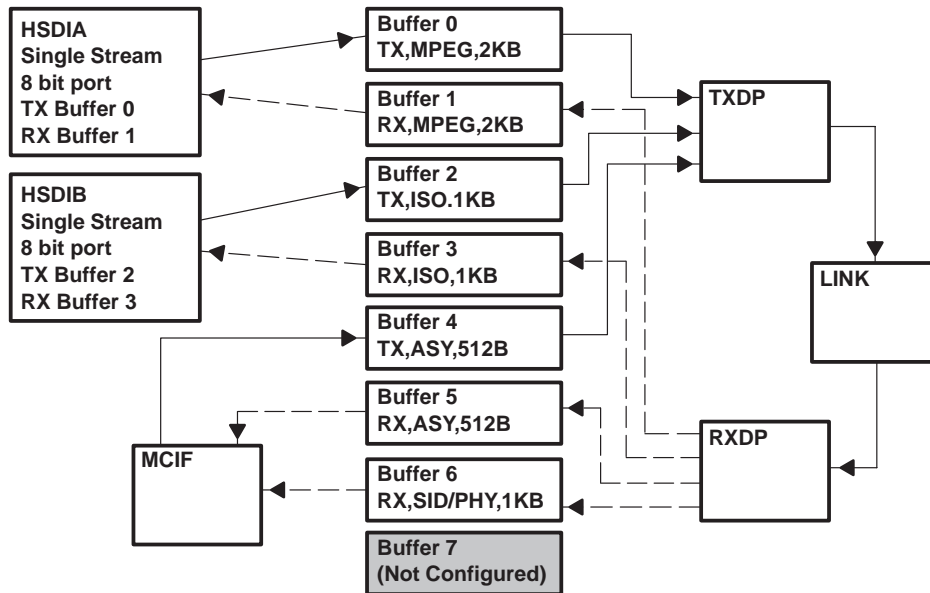 HSDIA
Single Stream
8 bit port
TX Buffer 0
RX Buffer 1
HSDIB
Single Stream
8 bit port
TX Buffer 2
RX Buffer 3
MCIF
Buffer 0
TX,MPEG,2KB
Buffer 1
RX,MPEG,2KB
Buffer 2
TX,ISO.1KB
Buffer 3
RX,ISO,1KB
Buffer 4
TX,ASY,512B
Buffer 5
RX,ASY,512B
Buffer 6
RX,SID/PHY,1KB
Buffer 7
(Not Configured)
TXDP
RXDP
LINK